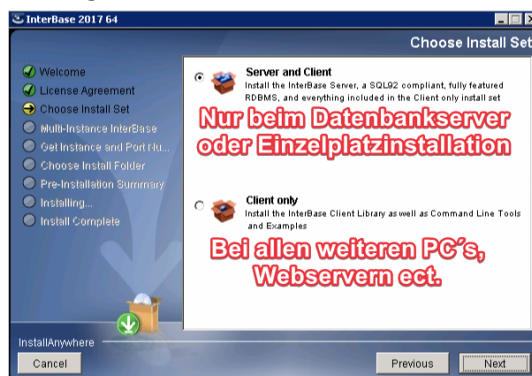 InterBase 2017 64
Choose Install Set
Welcome
License Agreement
Choose Install Set
Multi-Instance InterBase
Get Instance and Port Nu...
Choose Install Folder
Pre-Installation Summary
Installing...
Install Complete
Server and Client
Install the InterBase Server, a SQL92 compliant, fully featured
RDBMS, and everything included in the Client only install set
Nur beim Datenbankserver
oder Einzelplatzinstallation
Client only
Install the InterBase Client Library as well as Command Line Tools
and Examples
Bei allen weiteren PC´s,
Webservern ect.
InstallAnywhere
Cancel
Previous
Next